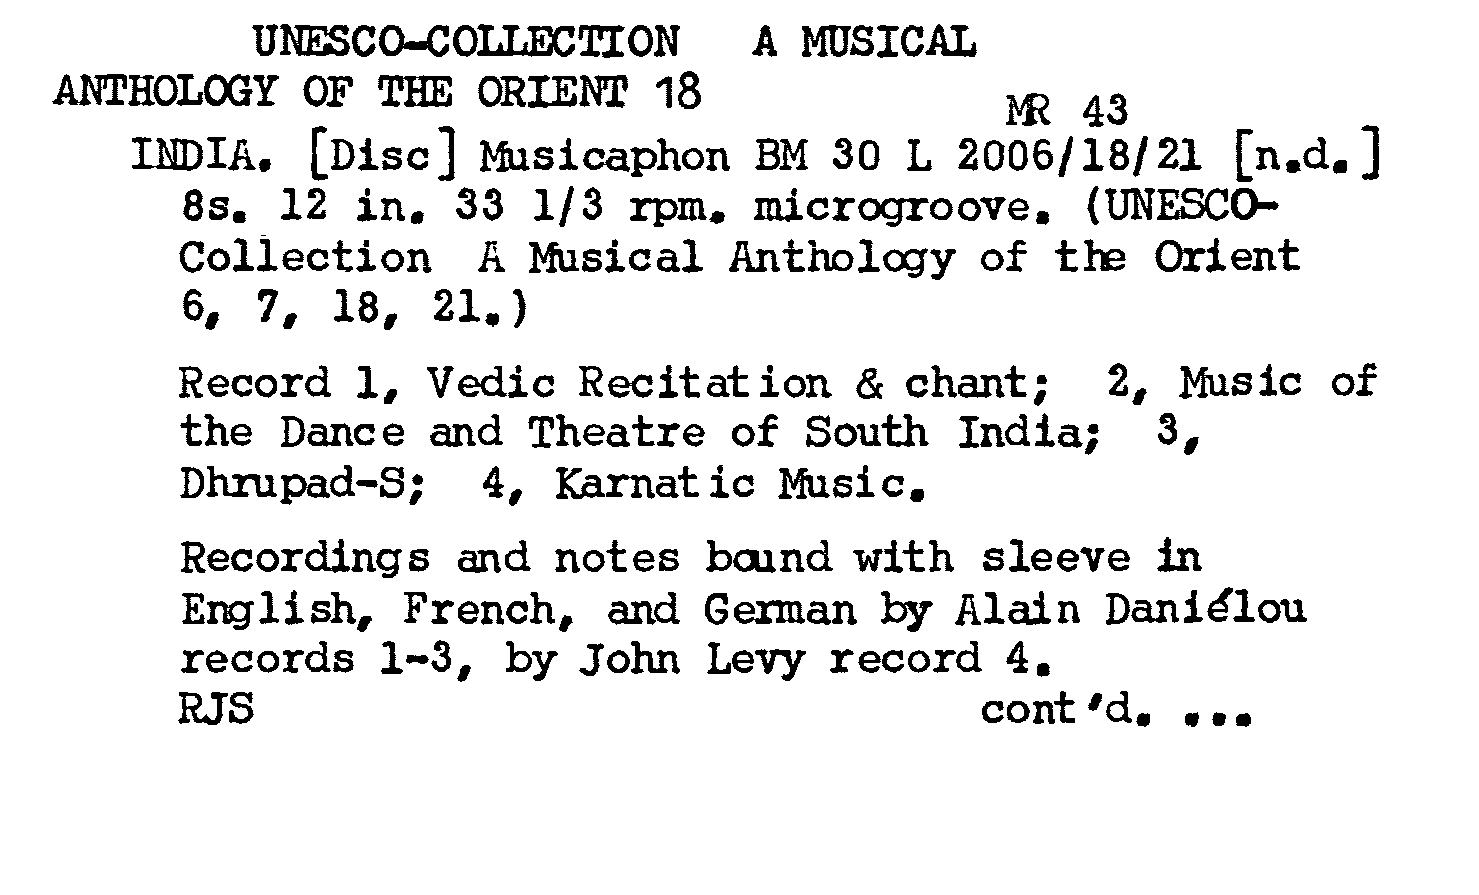 UNESCO-COLLECTION A MUSICAL
ANTHOLOGY OF THE ORIENT 18
MR 43
INDIA. [Disc] Musicaphon BM 30 L 2006/18/21 [n.d.]
8s. 12 in. 33 1/3 rpm. microgroove. (UNESCO-
Collection A Musical Anthology of the Orient
6, 7, 18, 21.)
Record 1, Vedic Recitation & chant; 2, Music of
the Dance and Theatre of South India; 3,
Dhrupad-S; 4, Karnatic Music.
Recordings and notes bound with sleeve in
English, French, and German by Alain Daniélou
records 1-3, by John Levy record 4.
RJS cont'd. ...